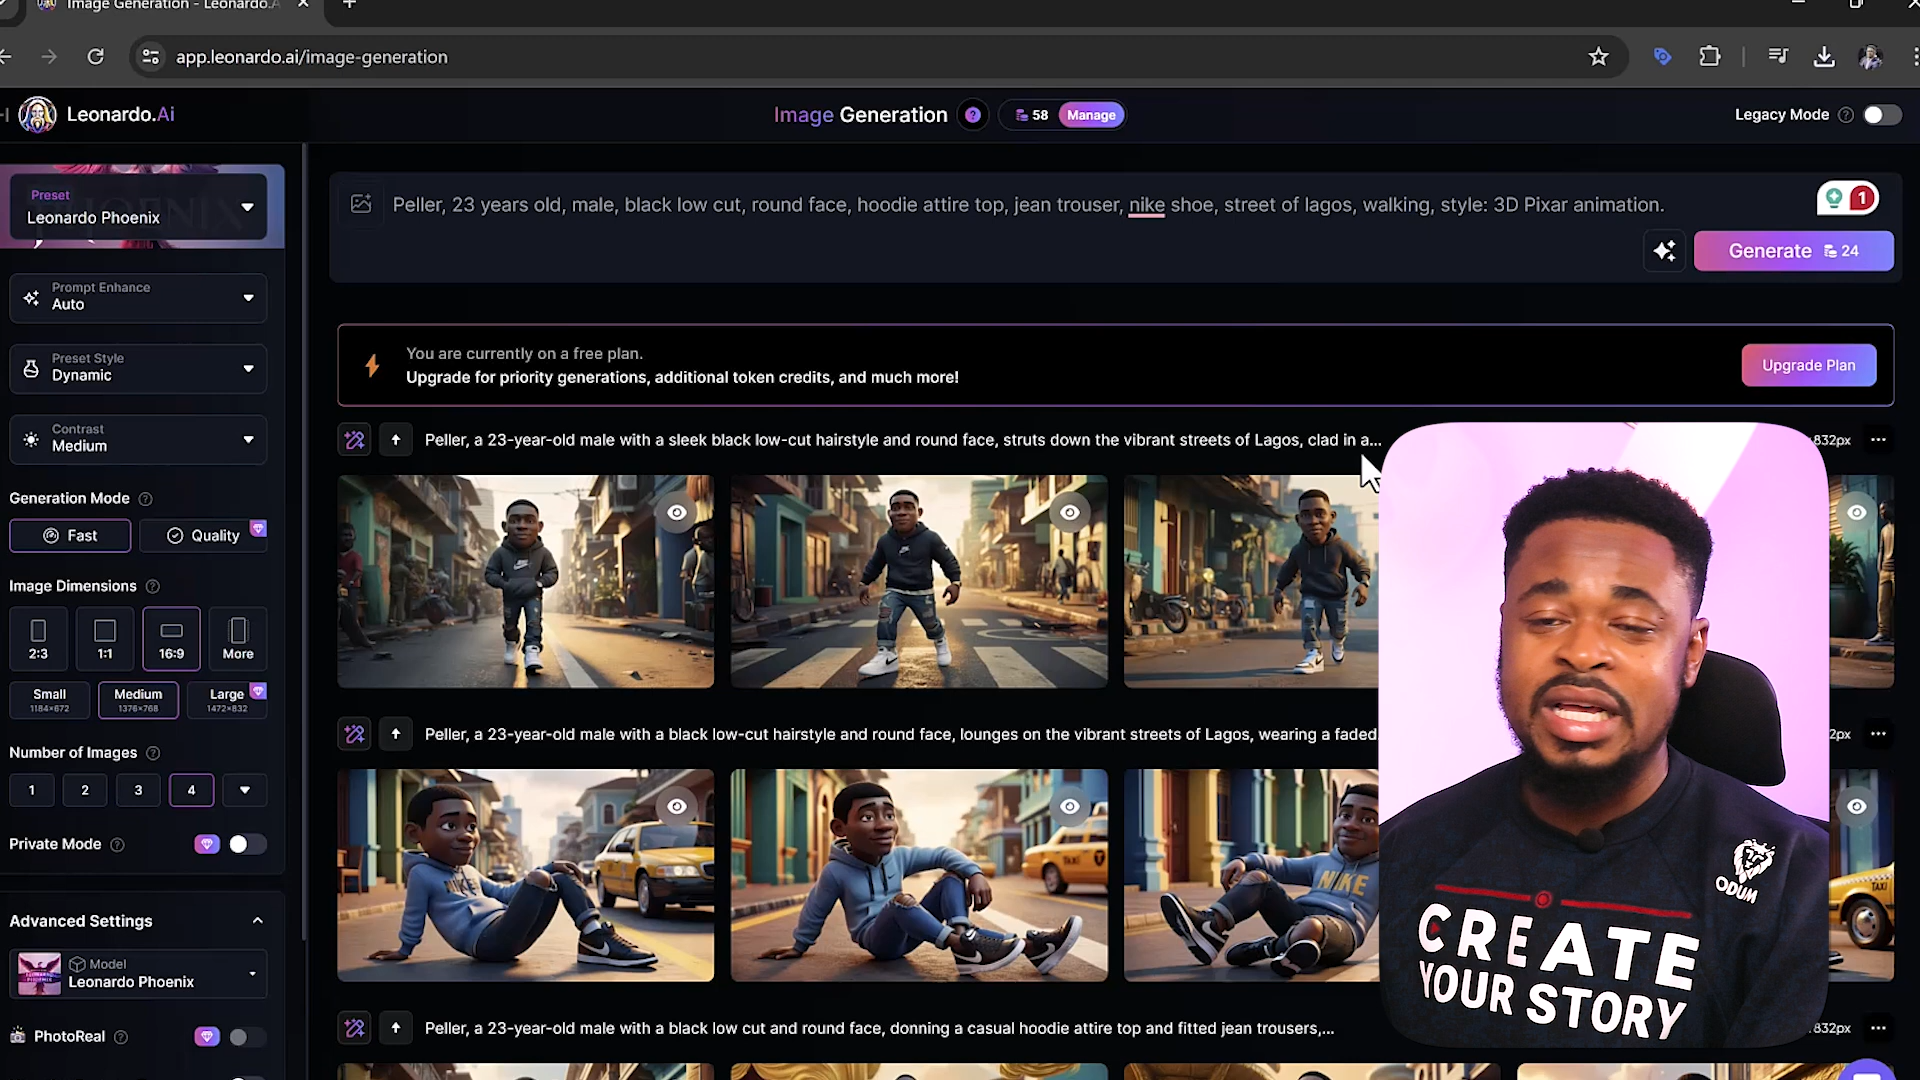 Image Generation - Leonardo.A
app.leonardo.ai/image-generation
Leonardo.Ai
Image Generation
58
Manage
Legacy Mode
Preset
Leonardo Phoenix
Peller, 23 years old, male, black low cut, round face, hoodie attire top, jean trouser, nike shoe, street of lagos, walking, style: 3D Pixar animation.
1
Generate 24
Prompt Enhance
Auto
Preset Style
Dynamic
Contrast
Medium
You are currently on a free plan.
Upgrade for priority generations, additional token credits, and much more!
Upgrade Plan
Peller, a 23-year-old male with a sleek black low-cut hairstyle and round face, struts down the vibrant streets of Lagos, clad in a...
832px
Generation Mode
Fast
Quality
Image Dimensions
2:3
1:1
16:9
More
Small
1184×672
Medium
1376×768
Large
1472×832
Peller, a 23-year-old male with a black low-cut hairstyle and round face, lounges on the vibrant streets of Lagos, wearing a faded
2px
Number of Images
1
2
3
4
NIKE
TAXI
NIKE
TAXI
Private Mode
Advanced Settings
Model
Leonardo Phoenix
PhotoReal
ODUM
CREATE
YOUR STORY
Peller, a 23-year-old male with a black low cut and round face, donning a casual hoodie attire top and fitted jean trousers,...
832px